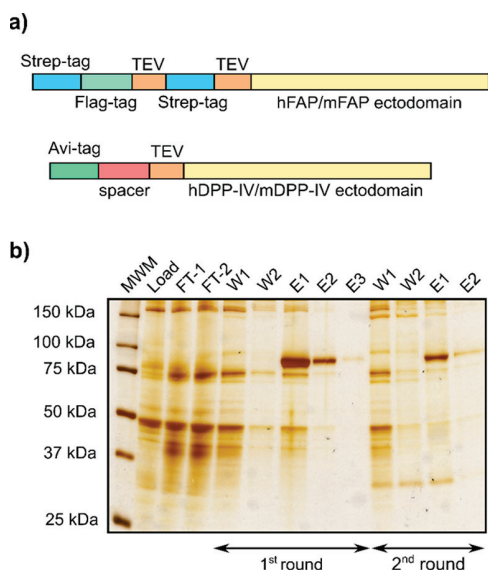 a)
Strep-tag TEV TEV
Flag-tag Strep-tag hFAP/mFAP ectodomain
Avi-tag TEV
spacer hDPP-IV/mDPP-IV ectodomain
b)
MWM Load FT-1 FT-2 W1 W2 E1 E2 E3 W1 W2 E1 E2
150 kDa
100 kDa
75 kDa
50 kDa
37 kDa
25 kDa
1st round 2nd round